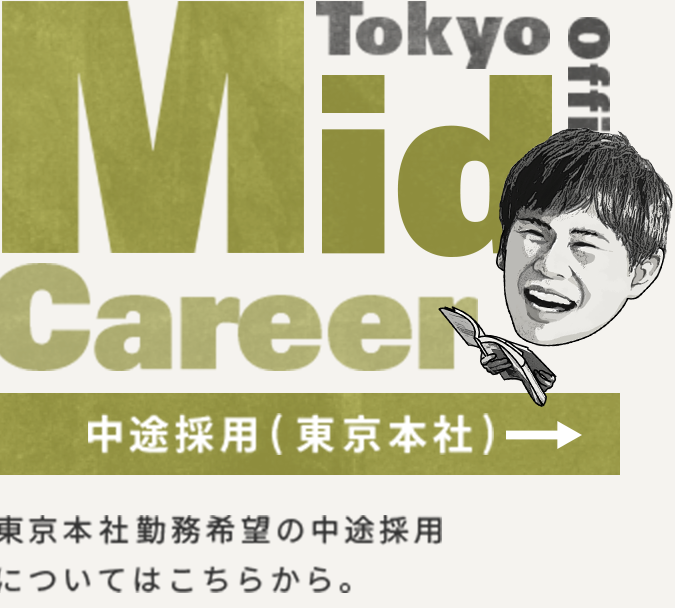 Tokyo
Mid
Career
中途採用(東京本社)
東京本社勤務希望の中途採用
についてはこちらから。